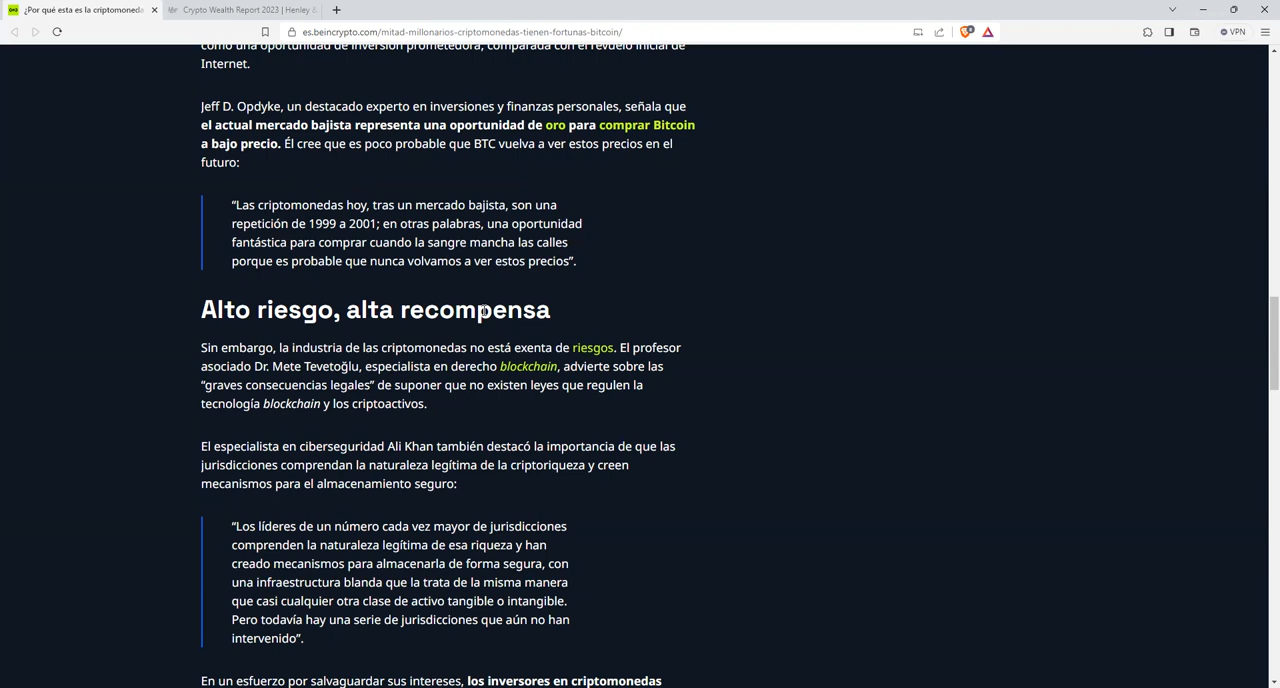 ¿Por qué esta es la criptomoneda
Crypto Wealth Report 2023 | Henley &
es.beincrypto.com/mitad-millonarios-criptomonedas-tienen-fortunas-bitcoin/
VPN
como una oportunidad de inversión prometedora, comparada con el revuelo inicial de
Internet.
Jeff D. Opdyke, un destacado experto en inversiones y finanzas personales, señala que
el actual mercado bajista representa una oportunidad de oro para comprar Bitcoin
a bajo precio. Él cree que es poco probable que BTC vuelva a ver estos precios en el
futuro:
“Las criptomonedas hoy, tras un mercado bajista, son una
repetición de 1999 a 2001; en otras palabras, una oportunidad
fantástica para comprar cuando la sangre mancha las calles
porque es probable que nunca volvamos a ver estos precios”.
Alto riesgo, alta recompensa
Sin embargo, la industria de las criptomonedas no está exenta de riesgos. El profesor
asociado Dr. Mete Tevetoğlu, especialista en derecho blockchain, advierte sobre las
“graves consecuencias legales” de suponer que no existen leyes que regulen la
tecnología blockchain y los criptoactivos.
El especialista en ciberseguridad Ali Khan también destacó la importancia de que las
jurisdicciones comprendan la naturaleza legítima de la criptoriqueza y creen
mecanismos para el almacenamiento seguro:
“Los líderes de un número cada vez mayor de jurisdicciones
comprenden la naturaleza legítima de esa riqueza y han
creado mecanismos para almacenarla de forma segura, con
una infraestructura blanda que la trata de la misma manera
que casi cualquier otra clase de activo tangible o intangible.
Pero todavía hay una serie de jurisdicciones que aún no han
intervenido”.
En un esfuerzo por salvaguardar sus intereses, los inversores en criptomonedas